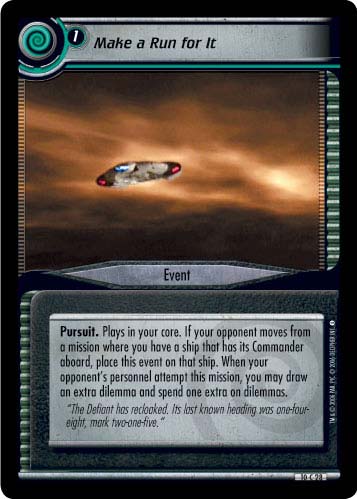 1 Make a Run for It
Event
Pursuit. Plays in your core. If your opponent moves from
a mission where you have a ship that has its Commander
aboard, place this event on that ship. When your
opponent's personnel attempt this mission, you may draw
an extra dilemma and spend one extra on dilemmas.
"The Defiant has recloaked. Its last known heading was one-four-
eight, mark two-one-five."
10 C 28